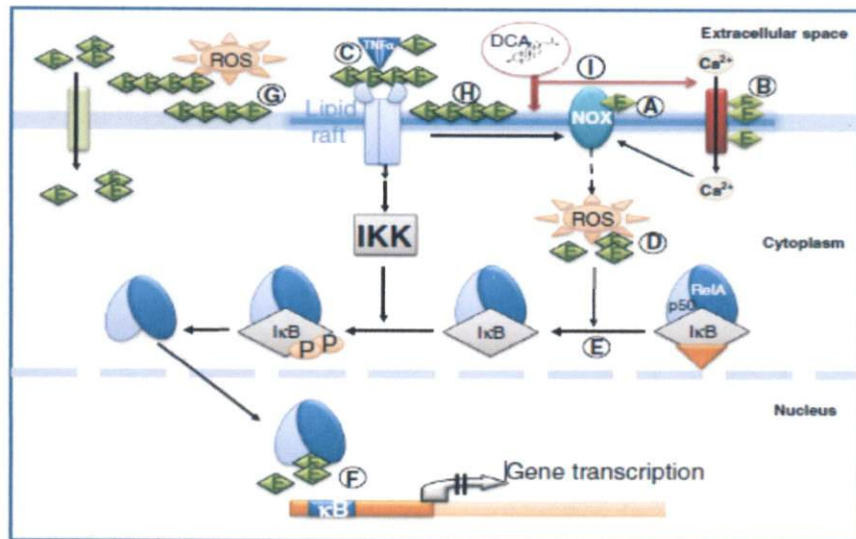 Extracellular space
ROS
C
TNFα
F
DCA
I
Ca²⁺
B
F F F F
F F F F
G
H
Lipid
raft
F F F F
NOX
F
A
F
F
F
F
F
F
Ca²⁺
IKK
ROS
F
F
F
D
Cytoplasm
IκB
P P
IκB
E
RelA
p50
IκB
Nucleus
F
F
F
F
Gene transcription
κB